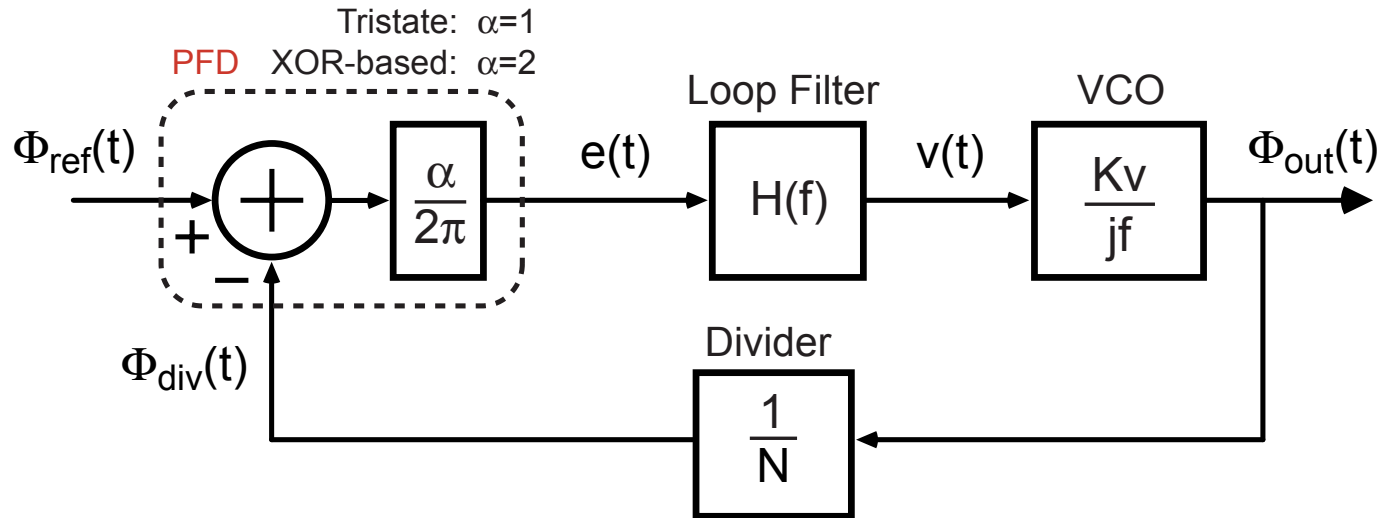 Tristate: α=1
PFD XOR-based: α=2
Loop Filter
VCO
Φref(t)
+
+
−
α
2π
e(t)
H(f)
v(t)
Kv
jf
Φout(t)
Φdiv(t)
Divider
1
N